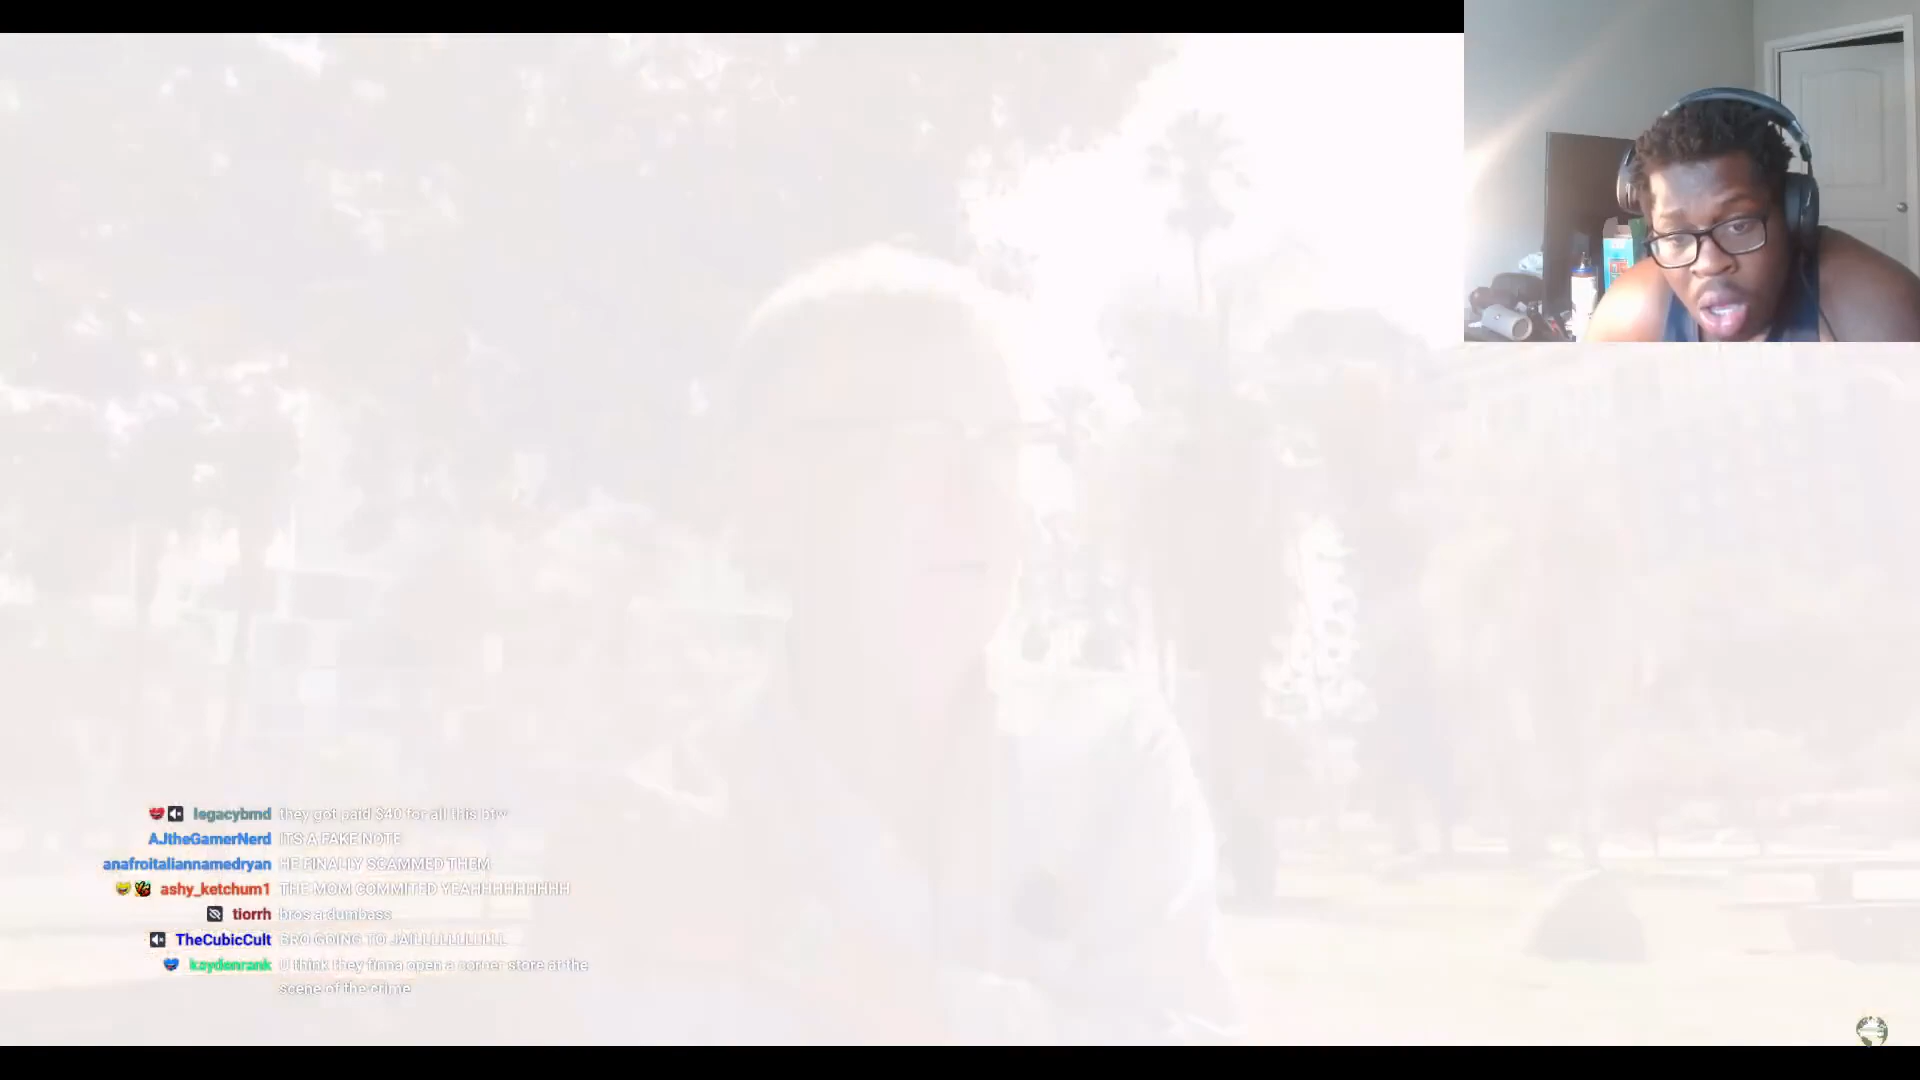 legacybmd they got paid $40 for all this btw
AJtheGamerNerd ITS A FAKE NOTE
anafroitaliannamedryan HE FINALLY SCAMMED THEM
ashy_ketchum1 THE MOM COMMITED YEAHHHHHHHHH
tiorrh bros a dumbass
TheCubicCult BRO GOING TO JAILLLLLLLLLL
kaydenrank U think they finna open a corner store at the
scene of the crime